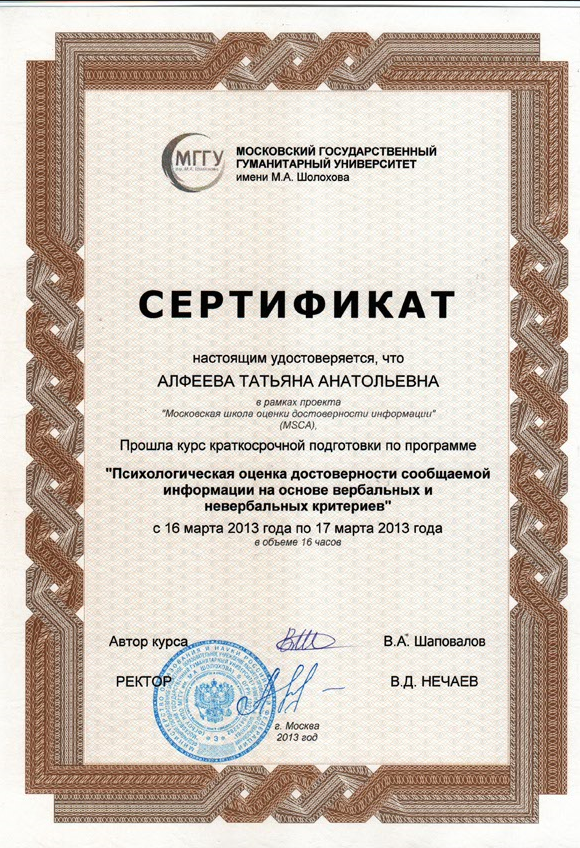 МГГУ
им. М.А. Шолохова
МОСКОВСКИЙ ГОСУДАРСТВЕННЫЙ
ГУМАНИТАРНЫЙ УНИВЕРСИТЕТ
имени М.А. Шолохова
СЕРТИФИКАТ
настоящим удостоверяется, что
АЛФЕЕВА ТАТЬЯНА АНАТОЛЬЕВНА
в рамках проекта
"Московская школа оценки достоверности информации"
(MSCA),
Прошла курс краткосрочной подготовки по программе
"Психологическая оценка достоверности сообщаемой
информации на основе вербальных и
невербальных критериев"
с 16 марта 2013 года по 17 марта 2013 года
в объеме 16 часов
Автор курса
В.А. Шаповалов
РЕКТОР
В.Д. НЕЧАЕВ
г. Москва
2013 год